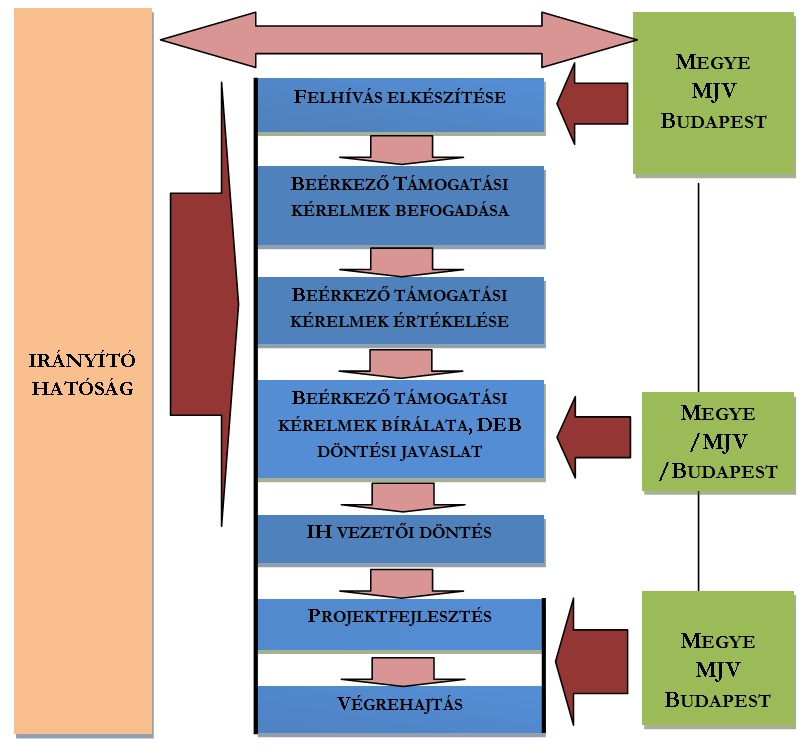 IRÁNYÍTÓ
HATÓSÁG
MEGYE
MJV
BUDAPEST
FELHÍVÁS ELKÉSZÍTÉSE
BEÉRKEZŐ TÁMOGATÁSI
KÉRELMEK BEFOGADÁSA
BEÉRKEZŐ TÁMOGATÁSI
KÉRELMEK ÉRTÉKELÉSE
BEÉRKEZŐ TÁMOGATÁSI
KÉRELMEK BÍRÁLATA, DEB
DÖNTÉSI JAVASLAT
MEGYE
/MJV
/BUDAPEST
IH VEZETŐI DÖNTÉS
PROJEKTFEJLESZTÉS
MEGYE
MJV
BUDAPEST
VÉGREHAJTÁS